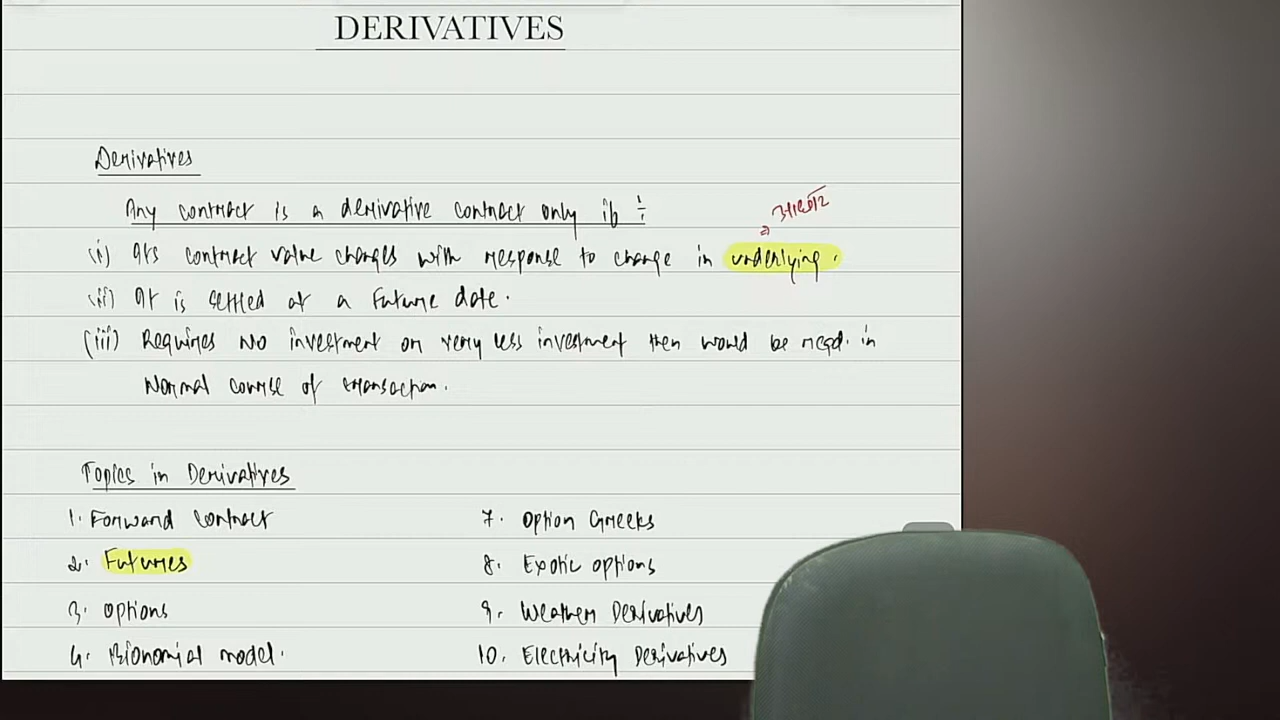 DERIVATIVES
Derivatives
Any contract is a derivative contract only if :
आधार
(i) Its contract value changes with response to change in underlying.
(ii) It is settled at a future date.
(iii) Requires No investment or very less investment then would be reqd. in
Normal course of transaction.
Topics in Derivatives
1. Forward Contract
2. Futures
3. Options
4. Bionomial model.
7. Option Greeks
8. Exotic options
9. Weather Derivatives
10. Electricity Derivatives